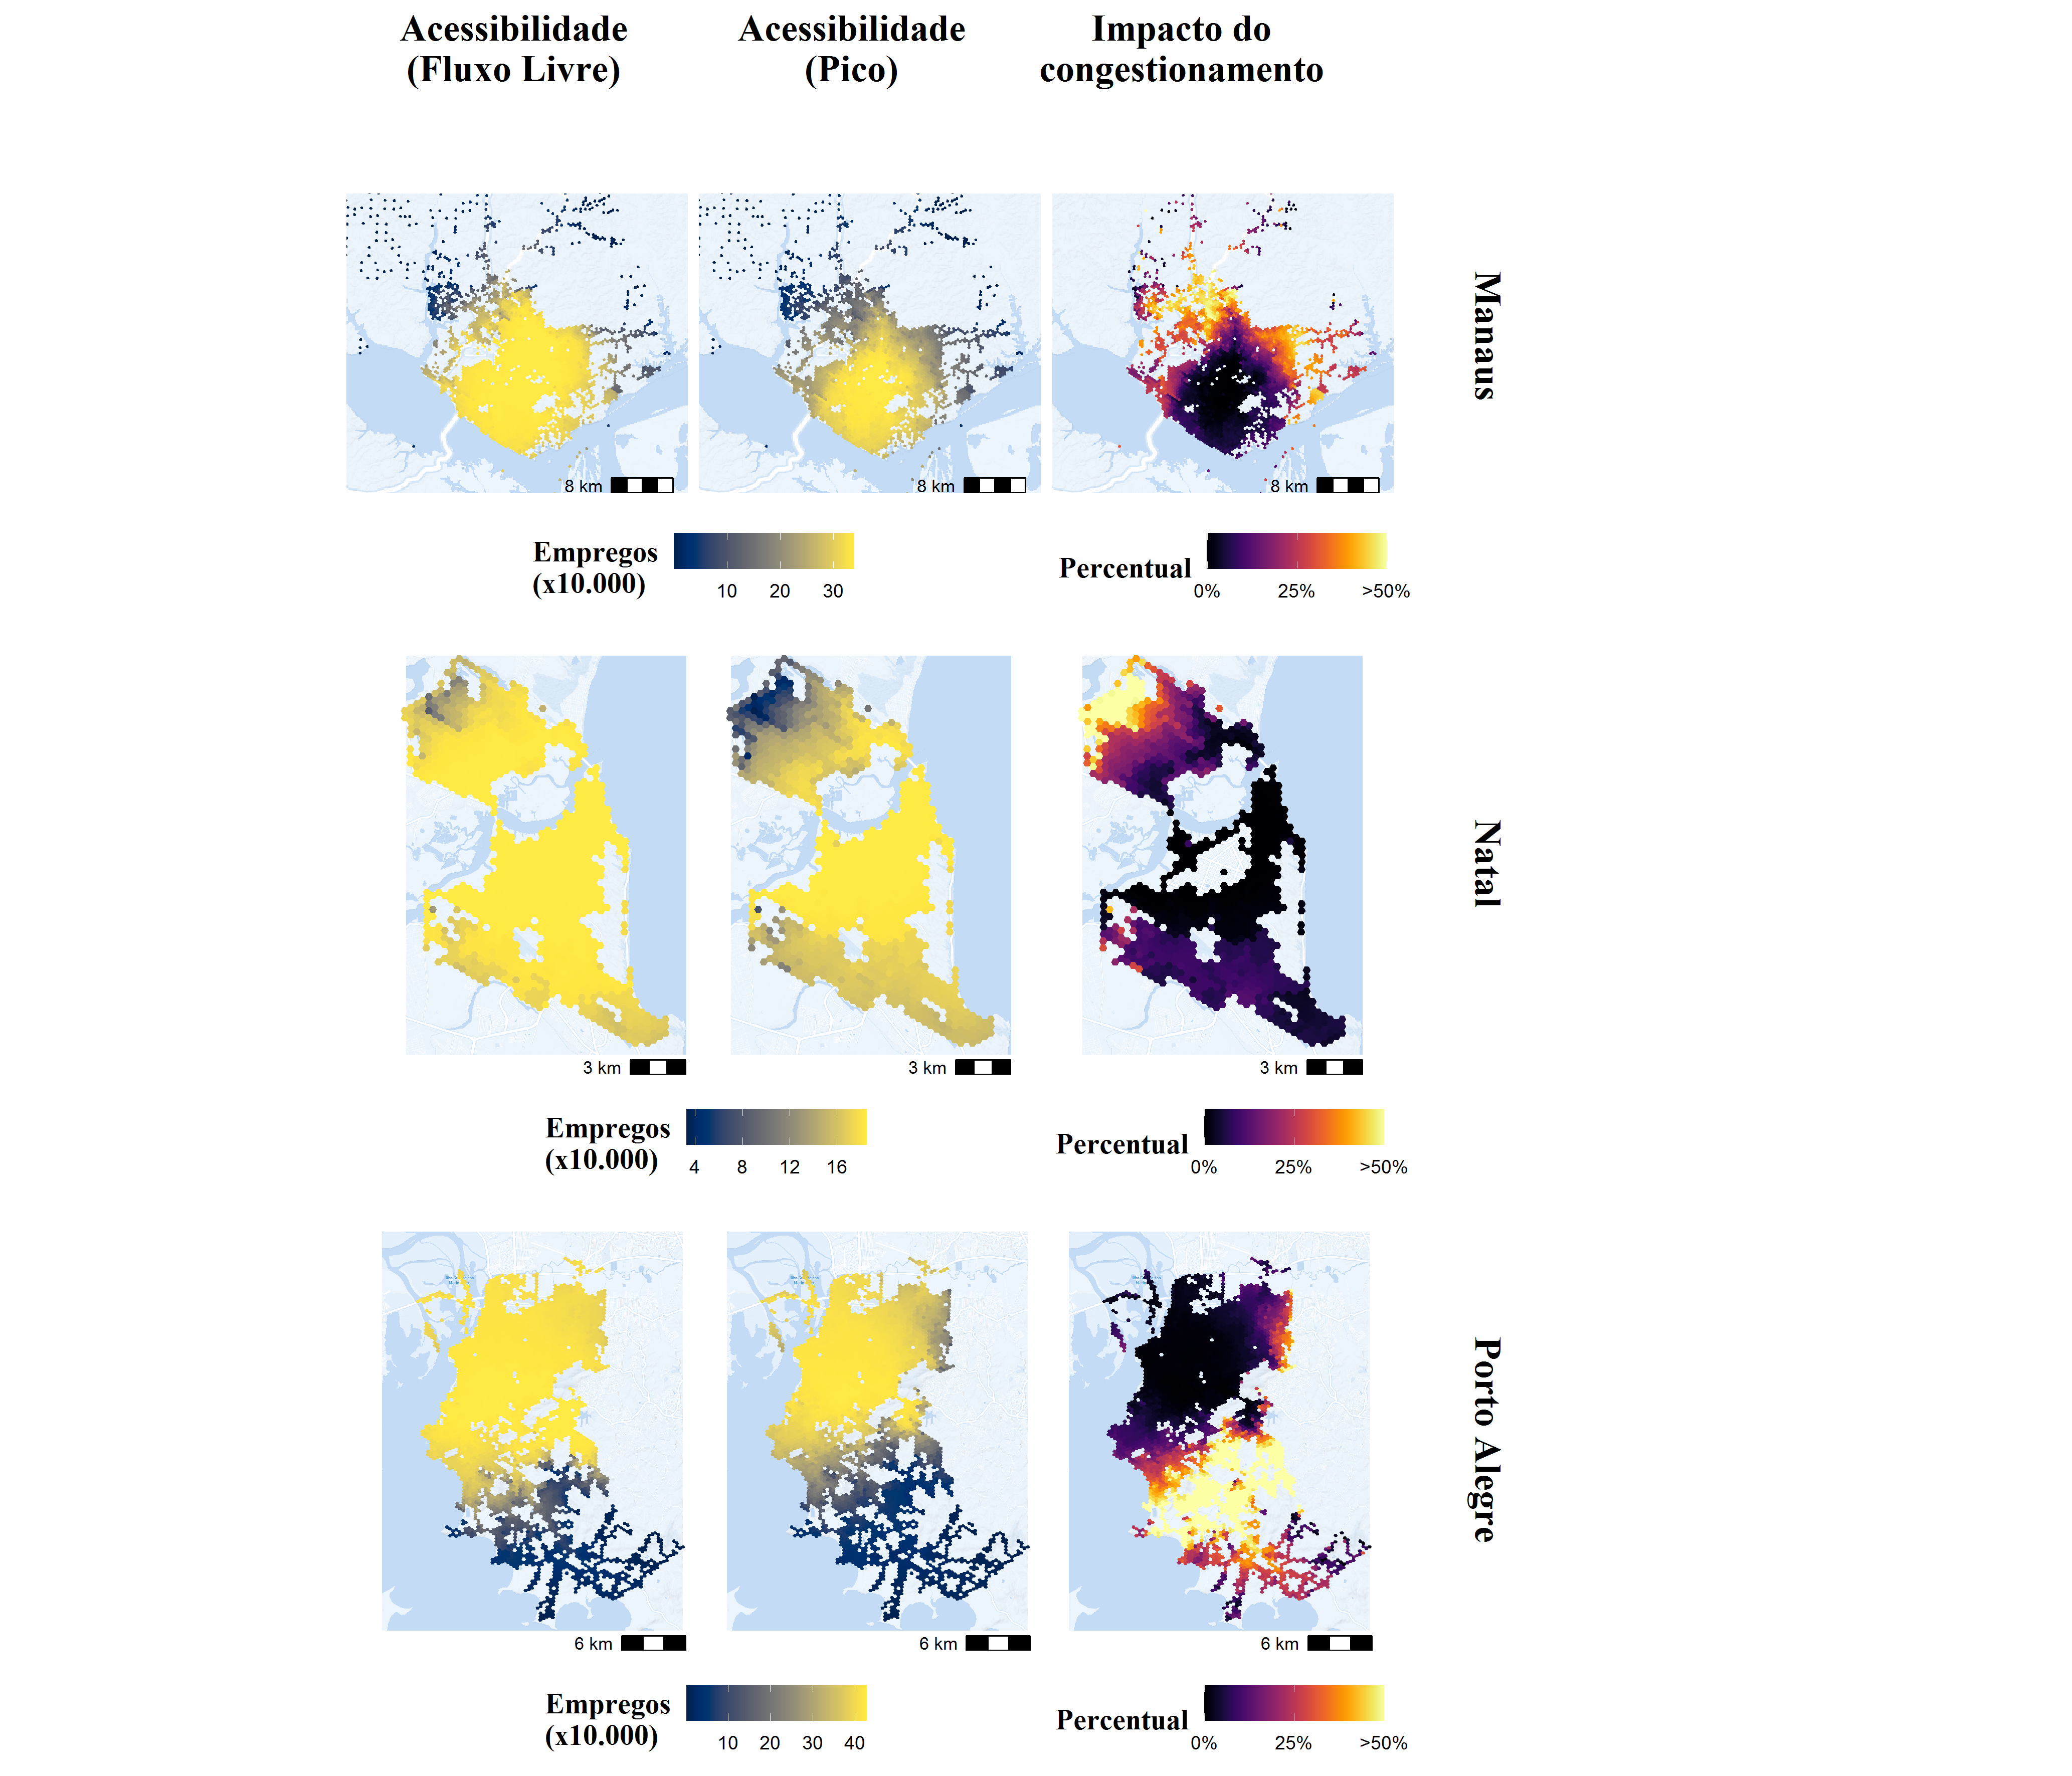 Acessibilidade
(Fluxo Livre)
Acessibilidade
(Pico)
Impacto do
congestionamento
Manaus
8 km
8 km
8 km
Empregos
(x10.000)
10 20 30
Percentual
0% 25% >50%
Natal
3 km
3 km
3 km
Empregos
(x10.000)
4 8 12 16
Percentual
0% 25% >50%
Porto Alegre
6 km
6 km
6 km
Empregos
(x10.000)
10 20 30 40
Percentual
0% 25% >50%